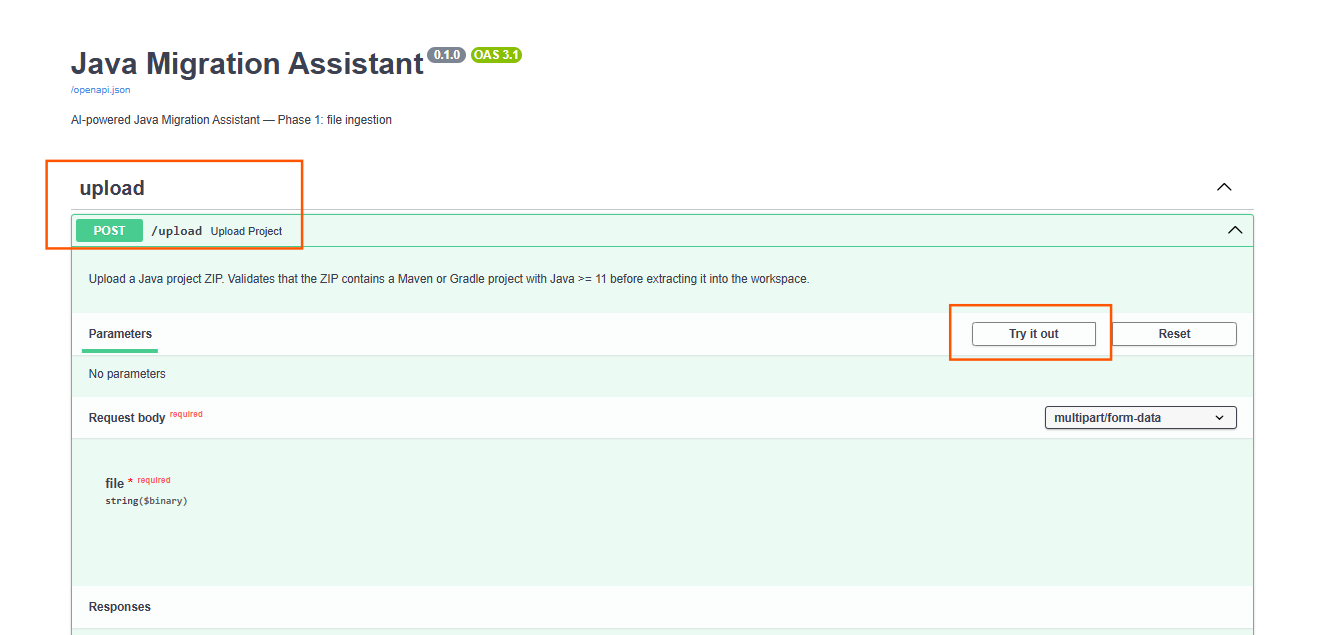 Java Migration Assistant 0.1.0 OAS 3.1
/openapi.json
AI-powered Java Migration Assistant — Phase 1: file ingestion
upload
POST /upload Upload Project
Upload a Java project ZIP. Validates that the ZIP contains a Maven or Gradle project with Java >= 11 before extracting it into the workspace.
Parameters Try it out Reset
No parameters
Request body required multipart/form-data
file * required
string($binary)
Responses